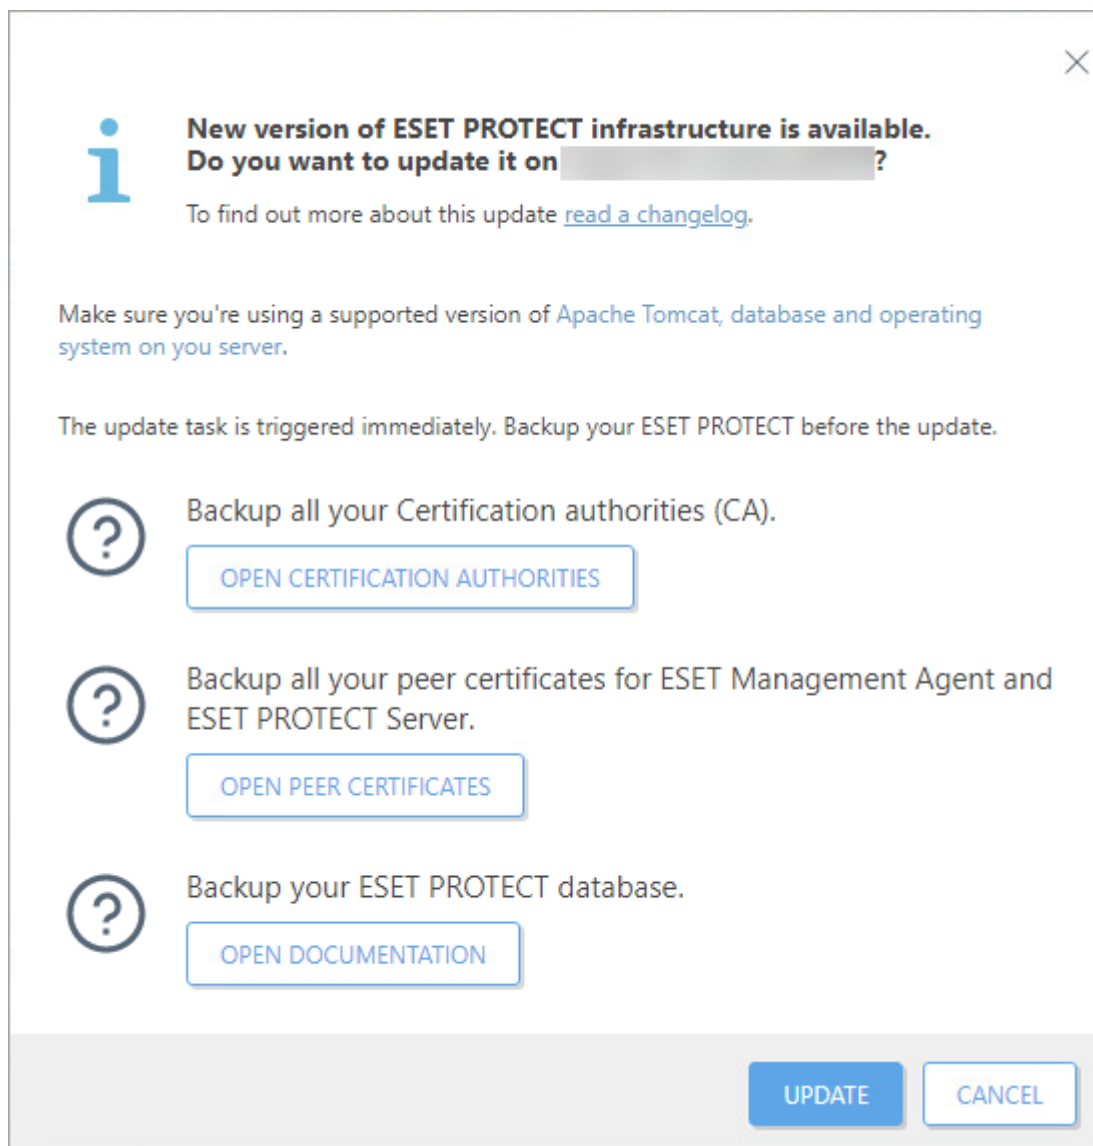 New version of ESET PROTECT infrastructure is available.
Do you want to update it on ?
To find out more about this update read a changelog.
Make sure you're using a supported version of Apache Tomcat, database and operating
system on you server.
The update task is triggered immediately. Backup your ESET PROTECT before the update.
Backup all your Certification authorities (CA).
OPEN CERTIFICATION AUTHORITIES
Backup all your peer certificates for ESET Management Agent and
ESET PROTECT Server.
OPEN PEER CERTIFICATES
Backup your ESET PROTECT database.
OPEN DOCUMENTATION
UPDATE CANCEL